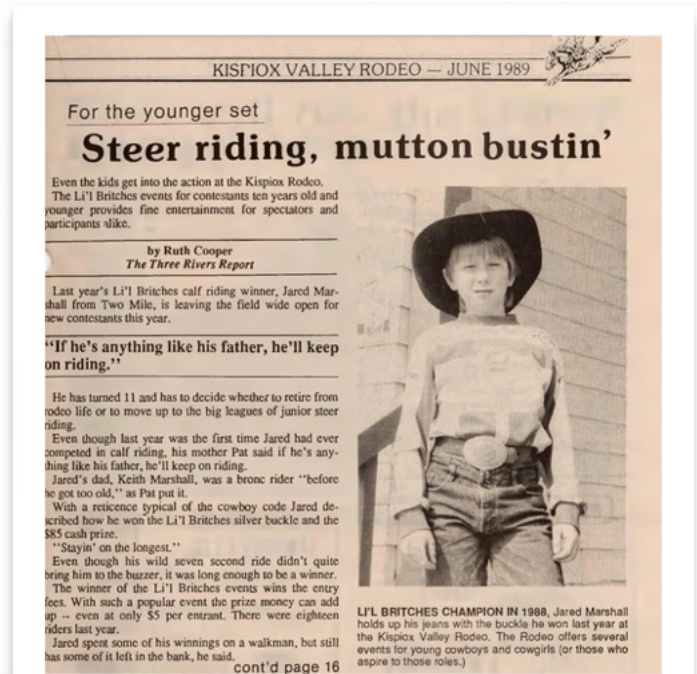 KISPIOX VALLEY RODEO — JUNE 1989
For the younger set
Steer riding, mutton bustin'
Even the kids get into the action at the Kispiox Rodeo.
The Li'l Britches events for contestants ten years old and
younger provides fine entertainment for spectators and
participants alike.
by Ruth Cooper
The Three Rivers Report
Last year's Li'l Britches calf riding winner, Jared Mar-
shall from Two Mile, is leaving the field wide open for
new contestants this year.
"If he's anything like his father, he'll keep
on riding."
He has turned 11 and has to decide whether to retire from
rodeo life or to move up to the big leagues of junior steer
riding.
Even though last year was the first time Jared had ever
competed in calf riding, his mother Pat said if he's any-
thing like his father, he'll keep on riding.
Jared's dad, Keith Marshall, was a bronc rider "before
he got too old," as Pat put it.
With a reticence typical of the cowboy code Jared de-
scribed how he won the Li'l Britches silver buckle and the
$85 cash prize.
"Stayin' on the longest."
Even though his wild seven second ride didn't quite
bring him to the buzzer, it was long enough to be a winner.
The winner of the Li'l Britches events wins the entry
fees. With such a popular event the prize money can add
up -- even at only $5 per entrant. There were eighteen
riders last year.
Jared spent some of his winnings on a walkman, but still
has some of it left in the bank, he said.
cont'd page 16
LI'L BRITCHES CHAMPION IN 1988, Jared Marshall
holds up his jeans with the buckle he won last year at
the Kispiox Valley Rodeo. The Rodeo offers several
events for young cowboys and cowgirls (or those who
aspire to those roles.)